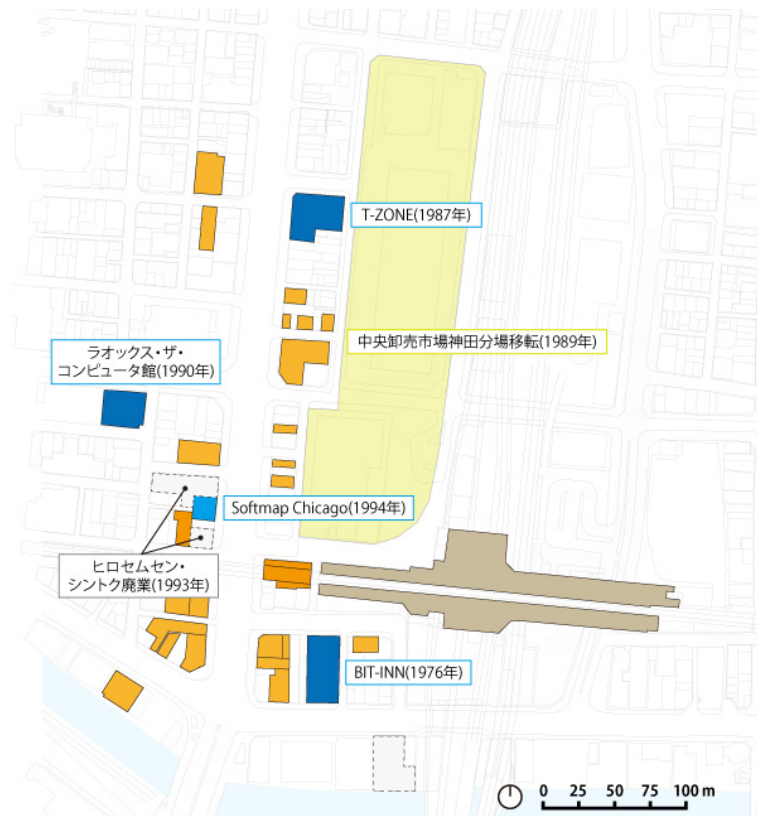 T-ZONE(1987年)
中央卸売市場神田分場移転(1989年)
ラオックス・ザ・
コンピュータ館(1990年)
Softmap Chicago(1994年)
ヒロセムセン・
シントク廃業(1993年)
BIT-INN(1976年)
0 25 50 75 100 m